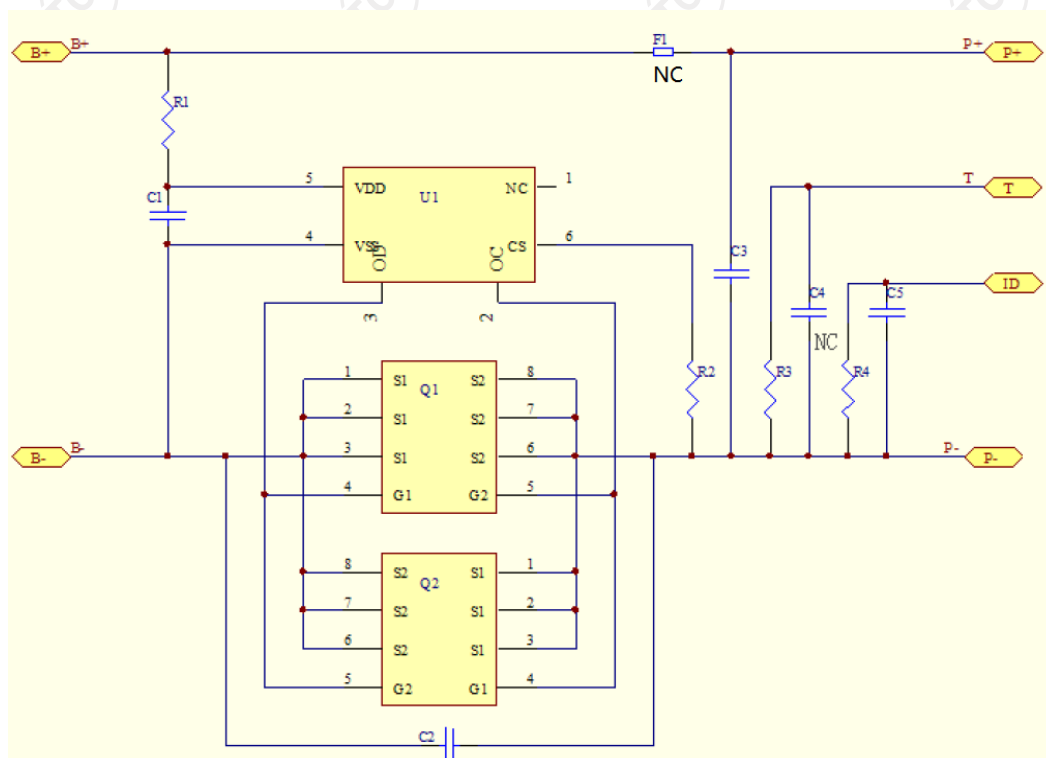 B+ B+ F1 P+ P+
NC
R1
5 VDD NC 1
U1
C1
T T
4 VSS CS 6
OD OC
C3
ID
C4 C5
3 2
NC
1 S1 Q1 S2 8
R2 R3 R4
2 S1 S2 7
B- B- 3 S1 S2 6 P- P-
4 G1 G2 5
8 S2 Q2 S1 1
7 S2 S1 2
6 S2 S1 3
5 G2 G1 4
C2